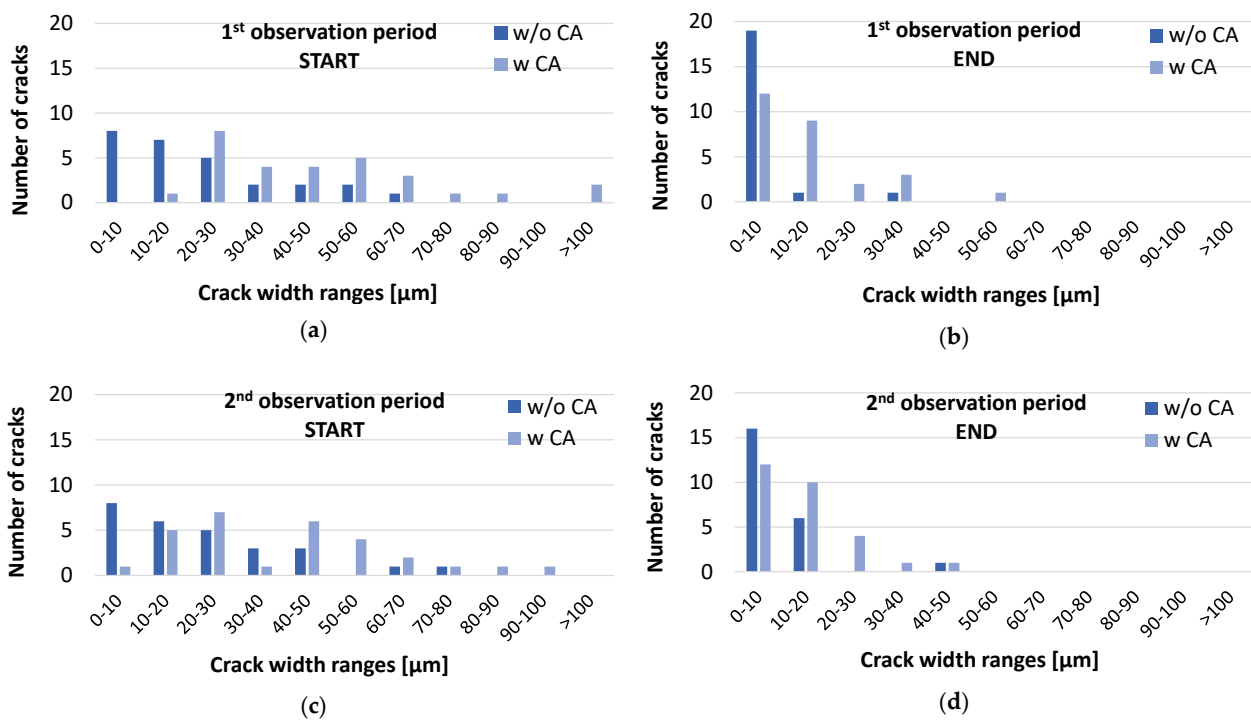 20
15
10
5
0
Number of cracks
1st observation period
START
w/o CA
w CA
0-10
10-20
20-30
30-40
40-50
50-60
60-70
70-80
80-90
90-100
>100
Crack width ranges [µm]
(a)
20
15
10
5
0
Number of cracks
1st observation period
END
w/o CA
w CA
0-10
10-20
20-30
30-40
40-50
50-60
60-70
70-80
80-90
90-100
>100
Crack width ranges [µm]
(b)
20
15
10
5
0
Number of cracks
2nd observation period
START
w/o CA
w CA
0-10
10-20
20-30
30-40
40-50
50-60
60-70
70-80
80-90
90-100
>100
Crack width ranges [µm]
(c)
20
15
10
5
0
Number of cracks
2nd observation period
END
w/o CA
w CA
0-10
10-20
20-30
30-40
40-50
50-60
60-70
70-80
80-90
90-100
>100
Crack width ranges [µm]
(d)